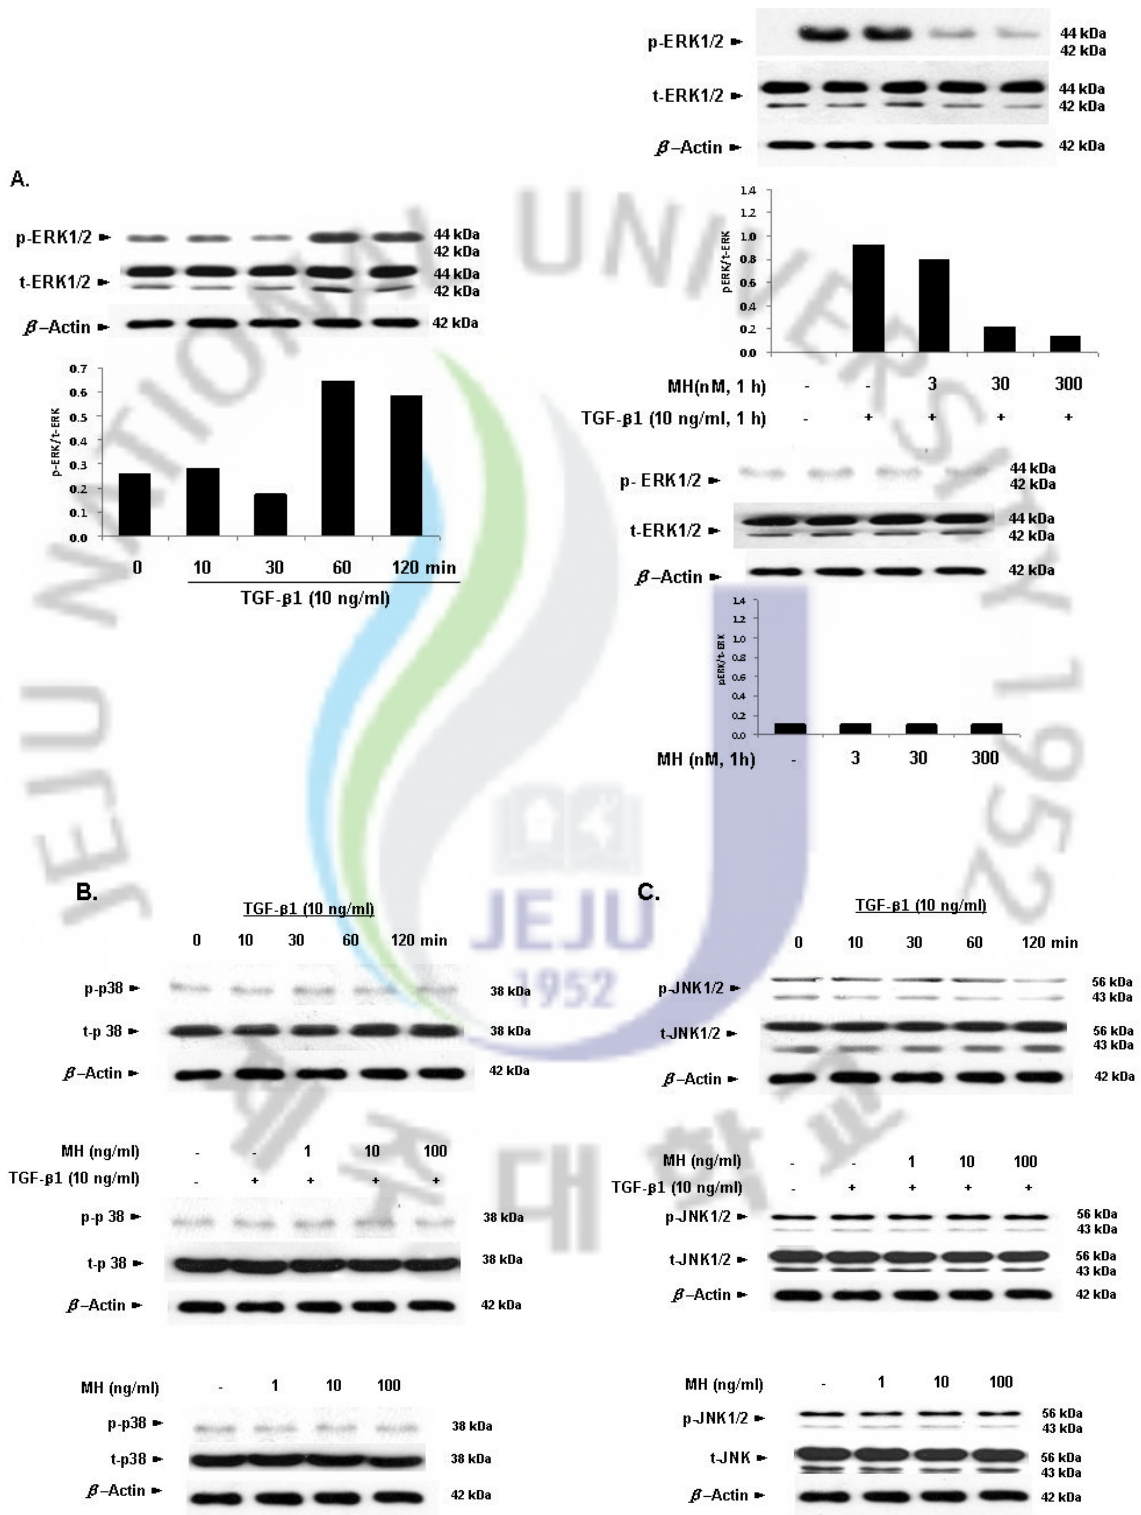 p-ERK1/2 44 kDa
42 kDa
t-ERK1/2 44 kDa
42 kDa
β–Actin 42 kDa
1.4
1.2
1.0
0.8
0.6
0.4
0.2
0.0
pERK/t-ERK
MH(nM, 1 h) - - 3 30 300
TGF-β1 (10 ng/ml, 1 h) - + + + +
A.
p-ERK1/2 44 kDa
42 kDa
t-ERK1/2 44 kDa
42 kDa
β–Actin 42 kDa
0.7
0.6
0.5
0.4
0.3
0.2
0.1
0.0
p-ERK/t-ERK
0 10 30 60 120 min
TGF-β1 (10 ng/ml)
p- ERK1/2 44 kDa
42 kDa
t-ERK1/2 44 kDa
42 kDa
β–Actin 42 kDa
1.4
1.2
1.0
0.8
0.6
0.4
0.2
0.0
pERK/t-ERK
MH (nM, 1h) - 3 30 300
B.
TGF-β1 (10 ng/ml)
0 10 30 60 120 min
p-p38 38 kDa
t-p 38 38 kDa
β–Actin 42 kDa
MH (ng/ml) - - 1 10 100
TGF-β1 (10 ng/ml) - + + + +
p-p 38 38 kDa
t-p 38 38 kDa
β–Actin 42 kDa
MH (ng/ml) - 1 10 100
p-p38 38 kDa
t-p38 38 kDa
β–Actin 42 kDa
C.
TGF-β1 (10 ng/ml)
0 10 30 60 120 min
p-JNK1/2 56 kDa
43 kDa
t-JNK1/2 56 kDa
43 kDa
β–Actin 42 kDa
MH (ng/ml) - - 1 10 100
TGF-β1 (10 ng/ml) - + + + +
p-JNK1/2 56 kDa
43 kDa
t-JNK1/2 56 kDa
43 kDa
β–Actin 42 kDa
MH (ng/ml) - 1 10 100
p-JNK1/2 56 kDa
43 kDa
t-JNK 56 kDa
43 kDa
β–Actin 42 kDa
JEJU NATIONAL UNIVERSITY 1952
JEJU
1952
제주대학교